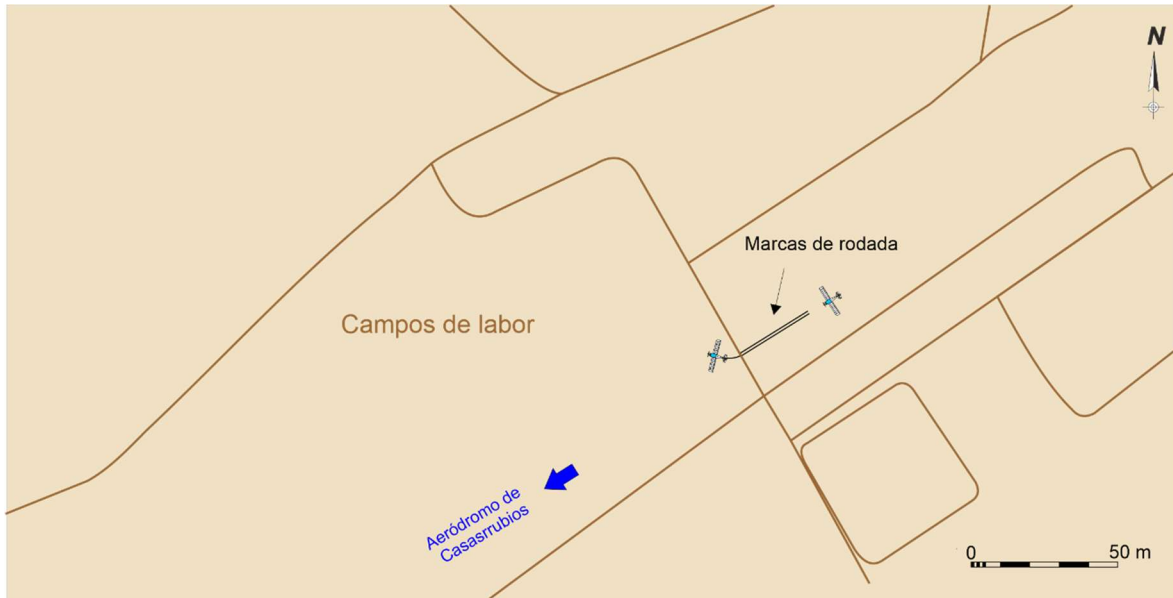 N
Marcas de rodada
Campos de labor
Aeródromo de
Casasrrubios
0
50 m